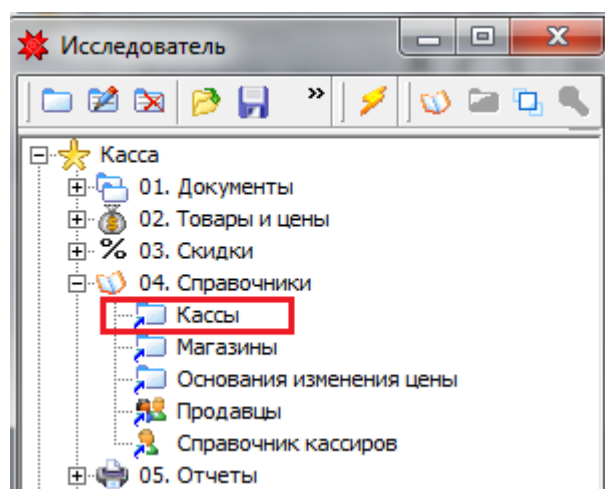 Исследователь
»
Касса
01. Документы
02. Товары и цены
% 03. Скидки
04. Справочники
Кассы
Магазины
Основания изменения цены
Продавцы
Справочник кассиров
05. Отчеты